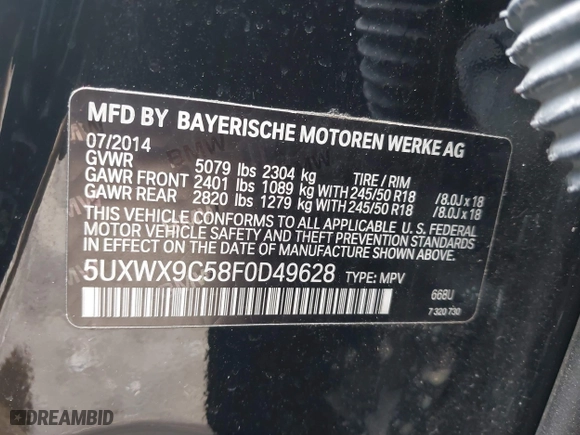 MFD BY BAYERISCHE MOTOREN WERKE AG
07/2014
GVWR 5079 lbs 2304 kg TIRE / RIM
GAWR FRONT 2401 lbs 1089 kg WITH 245/50 R18 /8.0J x 18
GAWR REAR 2820 lbs 1279 kg WITH 245/50 R18 /8.0J x 18
THIS VEHICLE CONFORMS TO ALL APPLICABLE U. S. FEDERAL
MOTOR VEHICLE SAFETY AND THEFT PREVENTION STANDARDS
IN EFFECT ON THE DATE OF MANUFACTURE SHOWN ABOVE.
5UXWX9C58F0D49628 TYPE: MPV
668U
7 320 730
DREAMBID